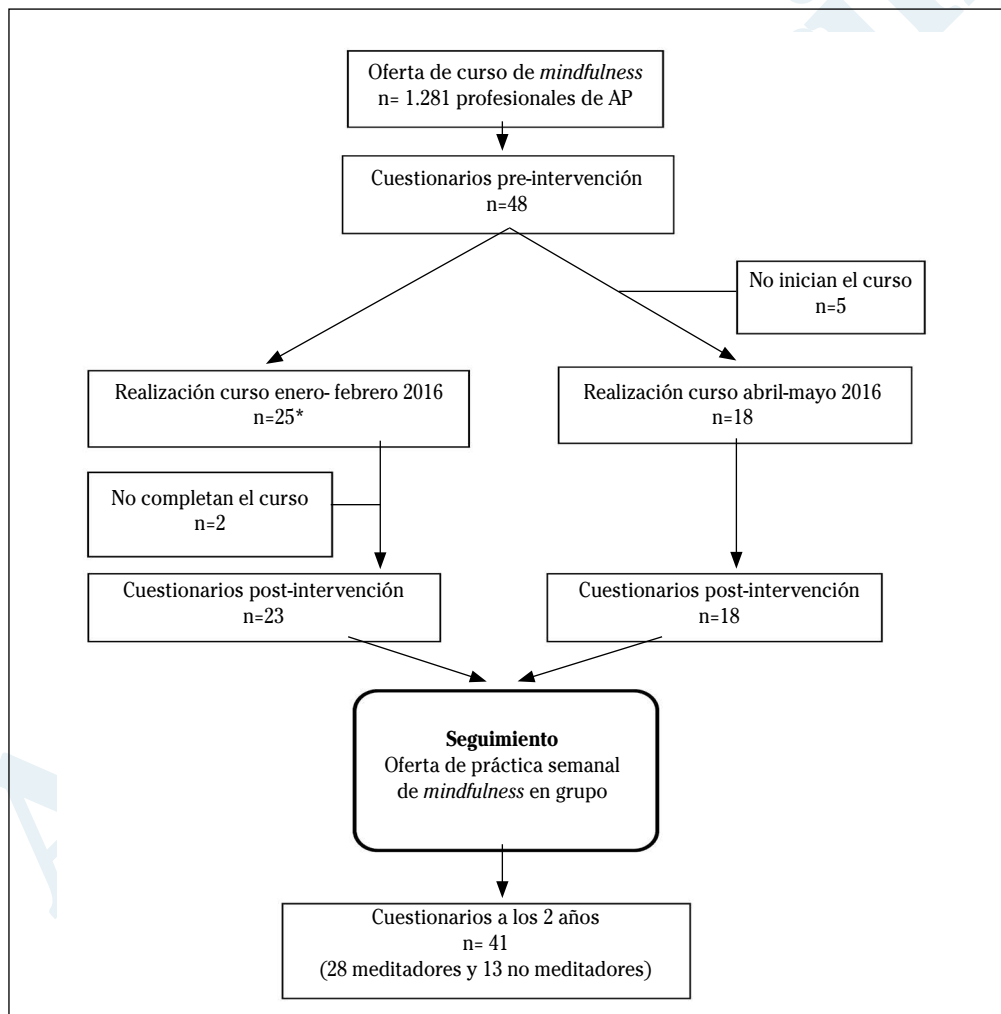 Oferta de curso de mindfulness
n= 1.281 profesionales de AP
Cuestionarios pre-intervención
n=48
No inician el curso
n=5
Realización curso enero- febrero 2016
n=25*
Realización curso abril-mayo 2016
n=18
No completan el curso
n=2
Cuestionarios post-intervención
n=23
Cuestionarios post-intervención
n=18
Seguimiento
Oferta de práctica semanal
de mindfulness en grupo
Cuestionarios a los 2 años
n= 41
(28 meditadores y 13 no meditadores)